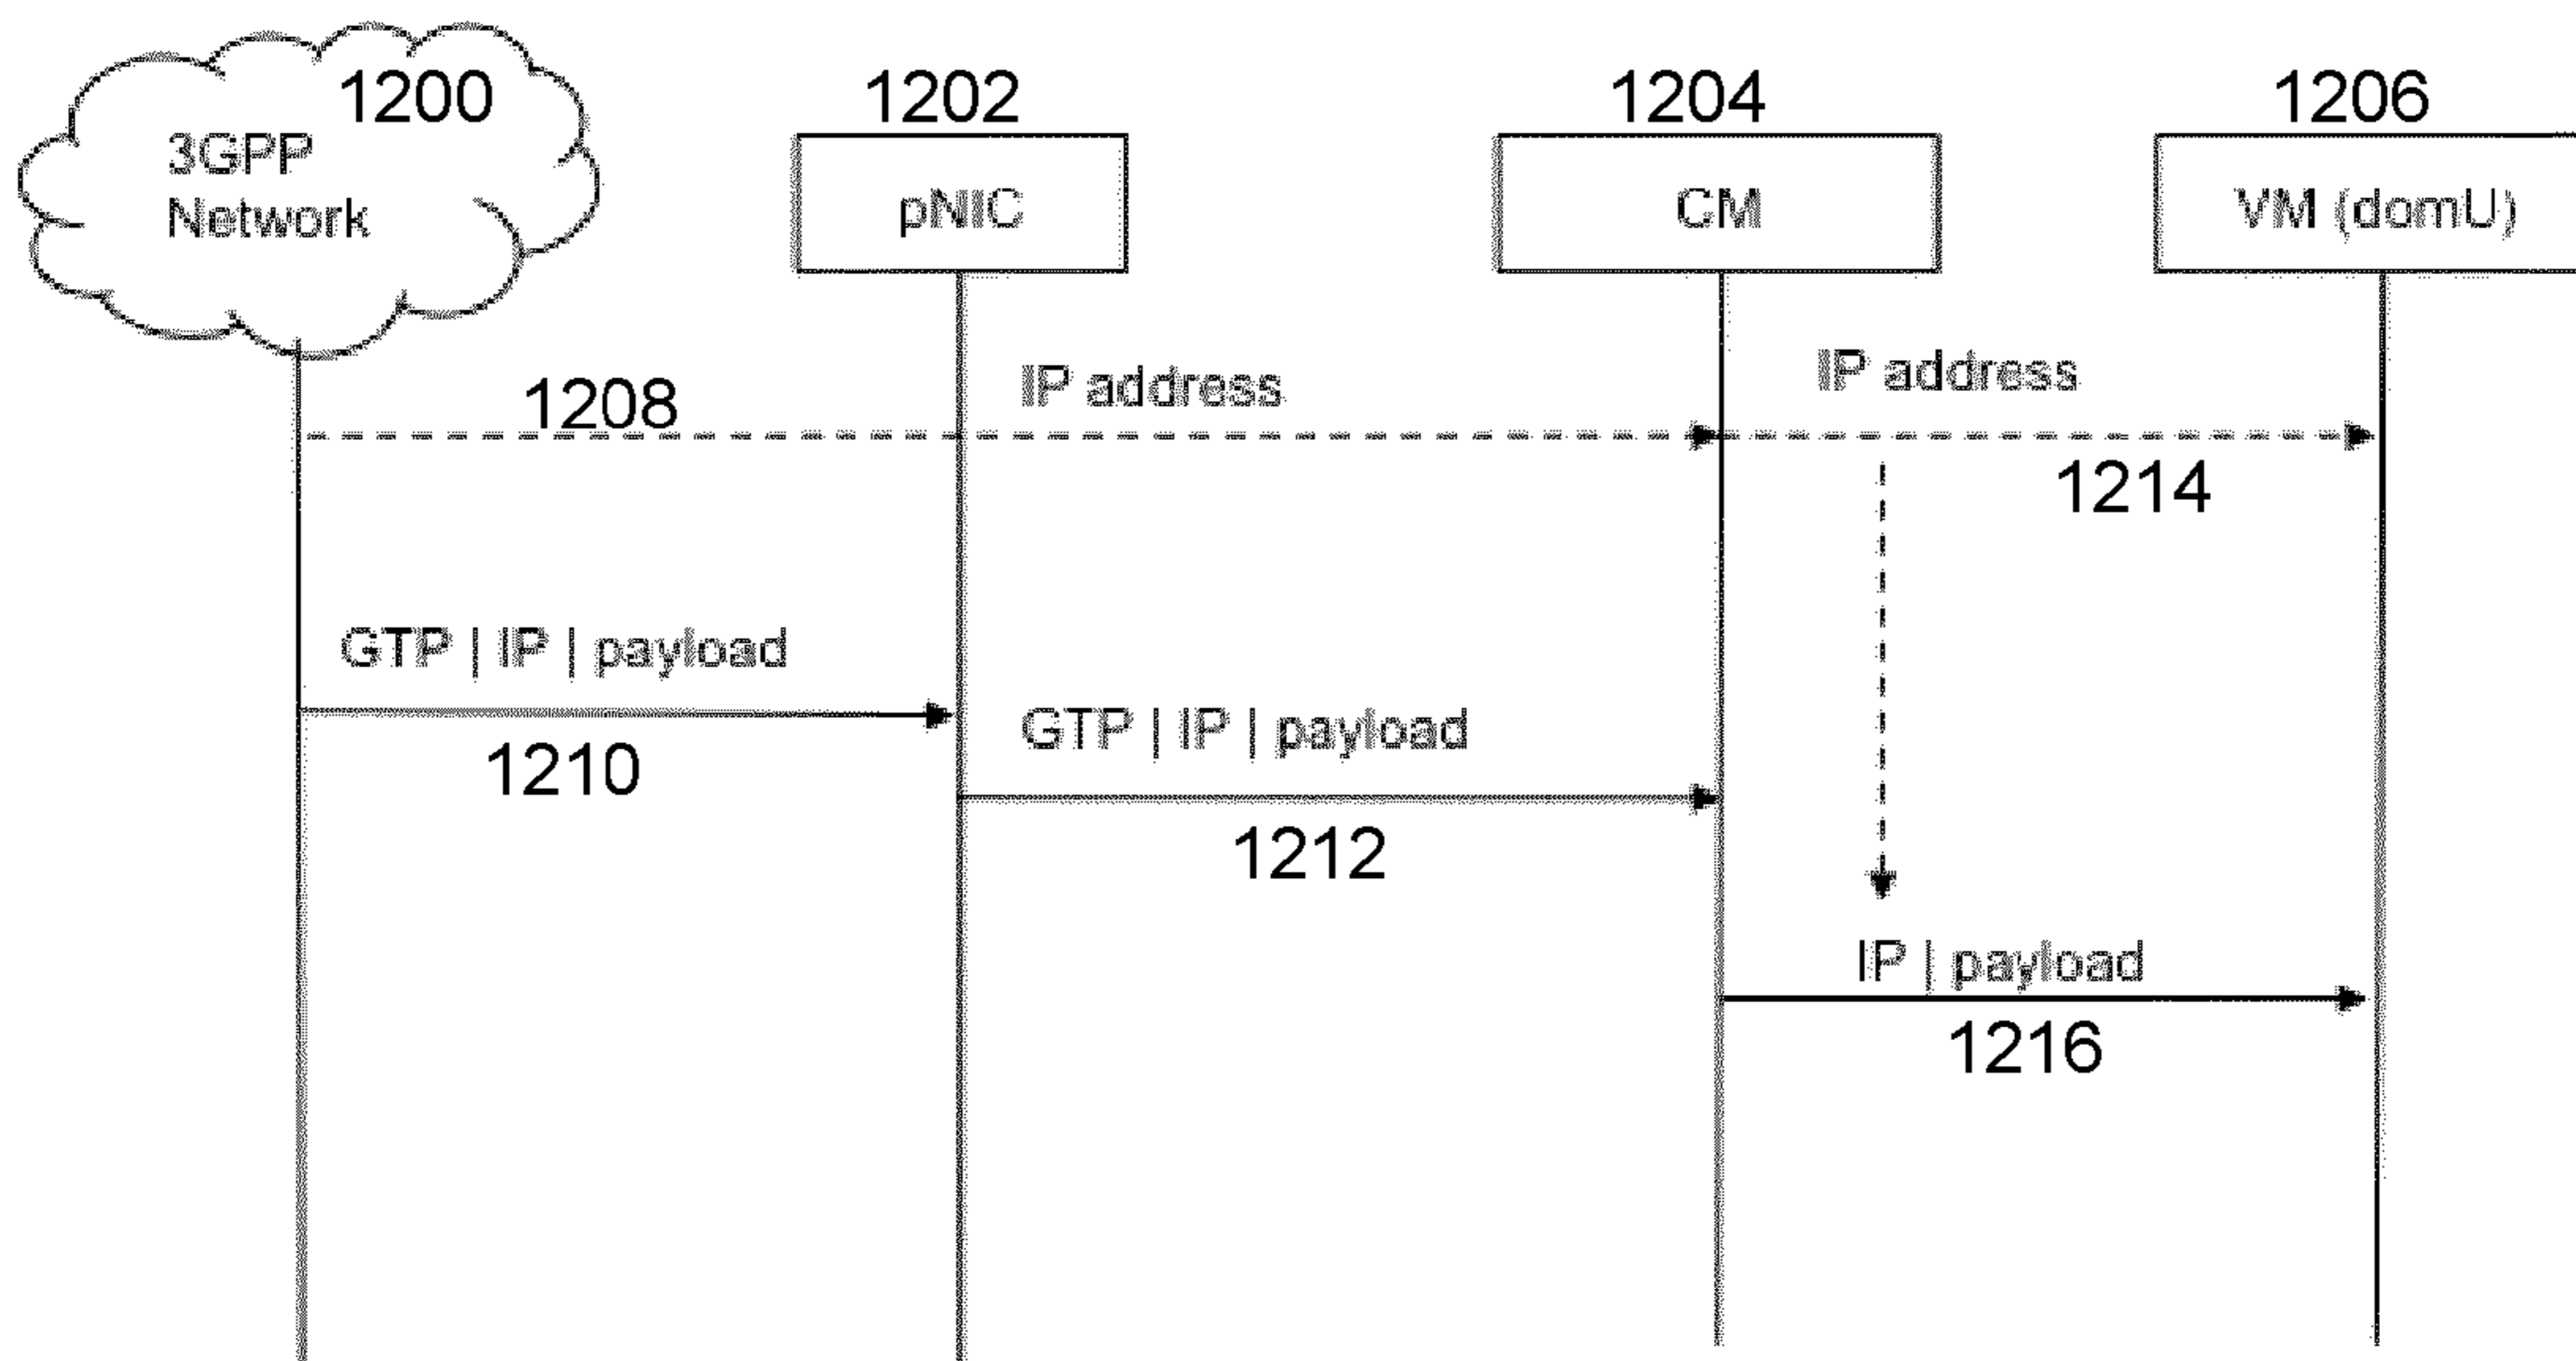 1200
3GPP
Network
1202
pNIC
1204
CM
1206
VM (domU)
1208
IP address
IP address
1214
GTP | IP | payload
1210
GTP | IP | payload
1212
IP | payload
1216